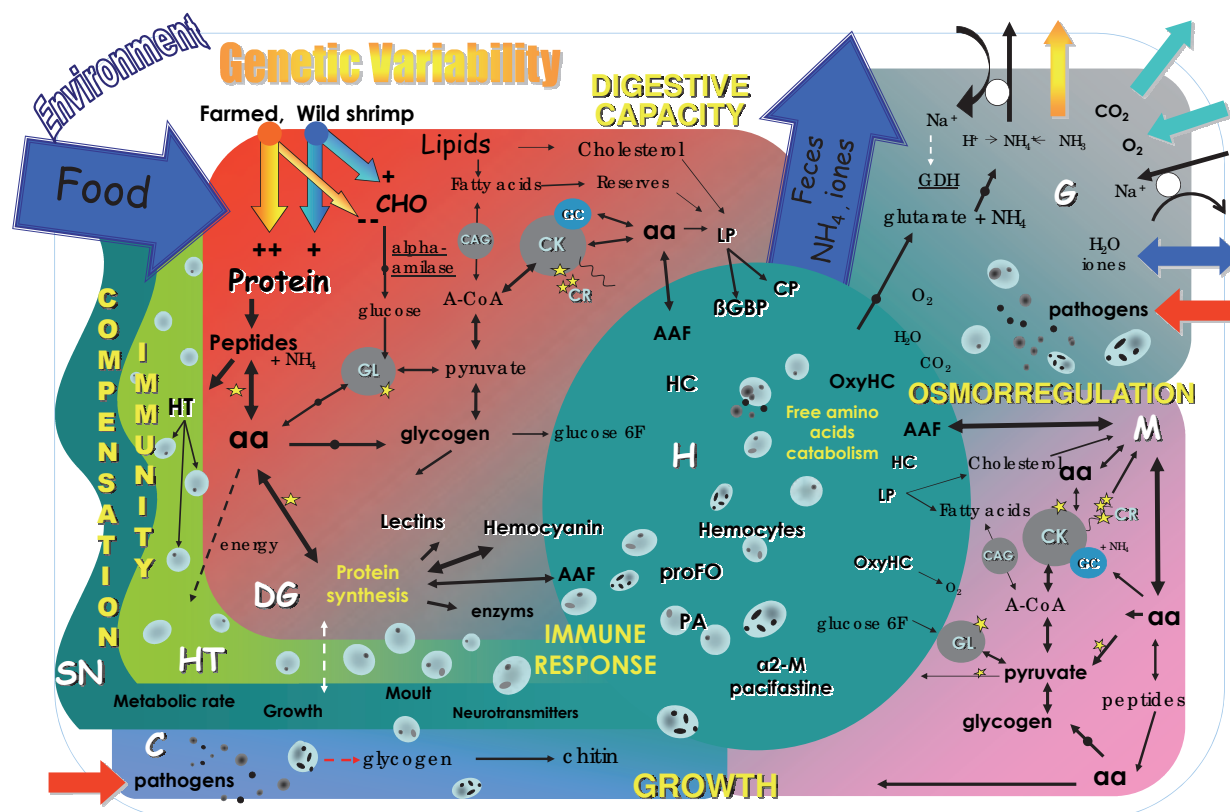 Environment
Genetic Variability
Farmed, Wild shrimp
Food
DIGESTIVE
CAPACITY
Lipids
Cholesterol
Fatty acids
Reserves
+
CHO
--
++
+
Protein
alpha-
amilase
CAG
GC
CK
CR
aa
LP
CP
ßGBP
A-CoA
glucose
Peptides
+ NH4
GL
pyruvate
AAF
HT
aa
glycogen
glucose 6F
energy
Lectins
Hemocyanin
Protein
synthesis
AAF
enzyms
DG
COMPENSATION
IMMUNITY
SN
HT
IMMUNE
RESPONSE
Metabolic rate
Growth
Moult
Neurotransmitters
C
pathogens
glycogen
chitin
GROWTH
Feces
NH4, iones
Na+
H+
NH4+
NH3
CO2
O2
GDH
G
Na+
glutarate + NH4
H2O
iones
O2
pathogens
H2O
CO2
OSMORREGULATION
HC
OxyHC
Free amino
acids
catabolism
H
AAF
HC
LP
Hemocytes
proFO
OxyHC
O2
PA
glucose 6F
α2-M
pacifastine
M
Cholesterol
aa
Fatty acids
CR
CK
CAG
+ NH4
GC
A-CoA
aa
GL
pyruvate
peptides
glycogen
aa